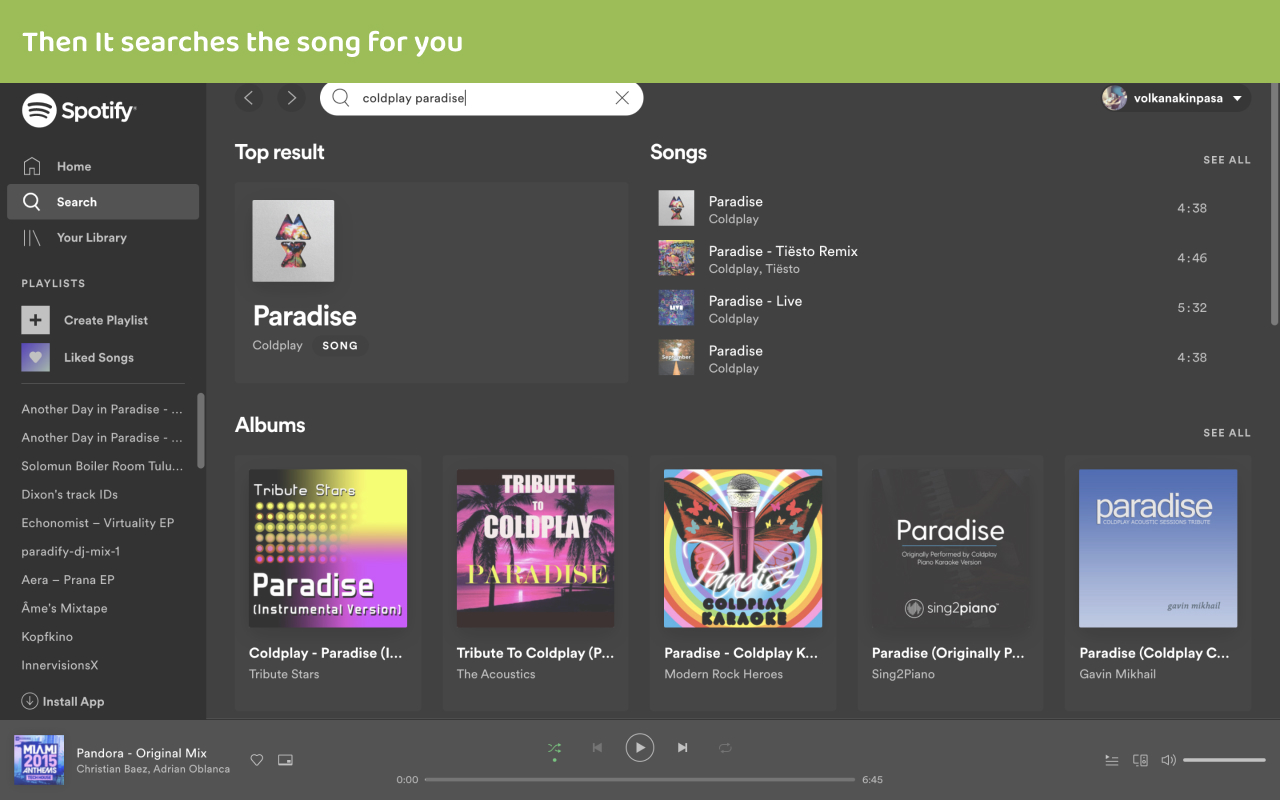 Then It searches the song for you
Spotify
coldplay paradise
volkanakinpasa
Home
Search
Your Library
PLAYLISTS
Create Playlist
Liked Songs
Another Day in Paradise - ...
Another Day in Paradise - ...
Solomun Boiler Room Tulu...
Dixon's track IDs
Echonomist – Virtuality EP
paradify-dj-mix-1
Aera – Prana EP
Âme's Mixtape
Kopfkino
InnervisionsX
Install App
Top result
Paradise
Coldplay
SONG
Songs
SEE ALL
Paradise
Coldplay
4:38
Paradise - Tiësto Remix
Coldplay, Tiësto
4:46
LIVE
Paradise - Live
Coldplay
5:32
September
Paradise
Coldplay
4:38
Albums
SEE ALL
Tribute Stars
Paradise
(Instrumental Version)
Coldplay - Paradise (I...
Tribute Stars
TRIBUTE
TO
COLDPLAY
PARADISE
Tribute To Coldplay (P...
The Acoustics
Paradise
COLDPLAY
KARAOKE
Paradise - Coldplay K...
Modern Rock Heroes
Paradise
Originally Performed by Coldplay
Piano Karaoke Version
sing2piano
Paradise (Originally P...
Sing2Piano
paradise
COLDPLAY ACOUSTIC SESSIONS TRIBUTE
gavin mikhail
Paradise (Coldplay C...
Gavin Mikhail
MIAMI
2015
ANTHEMS
Pandora - Original Mix
Christian Baez, Adrian Oblanca
0:00
6:45